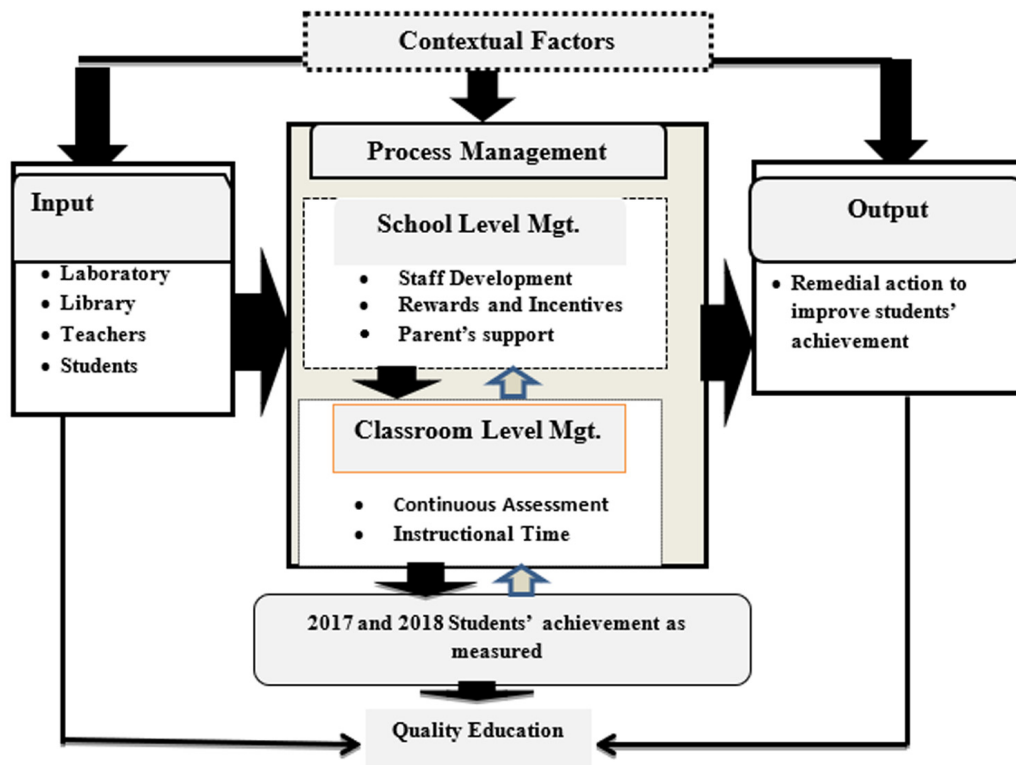 Contextual Factors
Process Management
Input
• Laboratory
• Library
• Teachers
• Students
School Level Mgt.
• Staff Development
• Rewards and Incentives
• Parent's support
Classroom Level Mgt.
• Continuous Assessment
• Instructional Time
Output
• Remedial action to
improve students'
achievement
2017 and 2018 Students' achievement as
measured
Quality Education